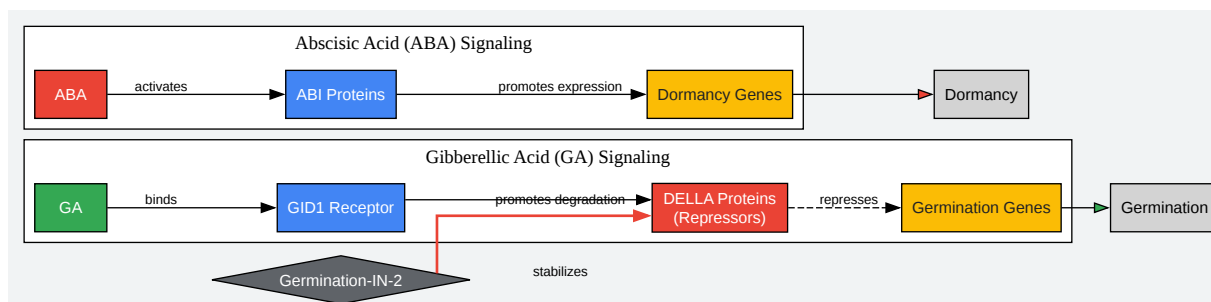 Abscisic Acid (ABA) Signaling
ABA
activates
ABI Proteins
promotes expression
Dormancy Genes
Dormancy
Gibberellic Acid (GA) Signaling
GA
binds
GID1 Receptor
promotes degradation
DELLA Proteins
(Repressors)
represses
Germination Genes
Germination
Germination-IN-2
stabilizes